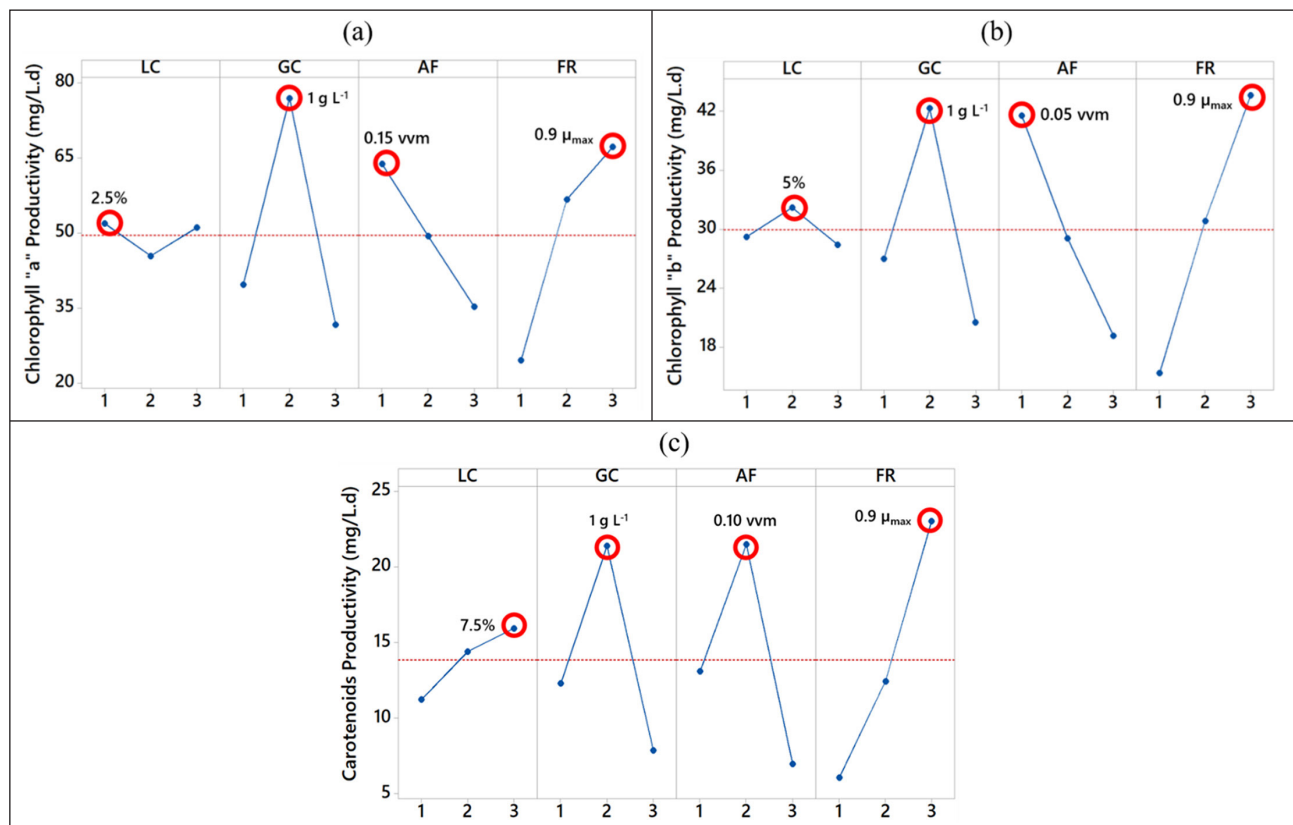 (a)
LC GC AF FR
Chlorophyll "a" Productivity (mg/L.d)
80
65
50
35
20
2.5%
1 g L⁻¹
0.15 vvm
0.9 μmax
1 2 3 1 2 3 1 2 3 1 2 3
(b)
LC GC AF FR
Chlorophyll "b" Productivity (mg/L.d)
42
36
30
24
18
5%
1 g L⁻¹
0.05 vvm
0.9 μmax
1 2 3 1 2 3 1 2 3 1 2 3
(c)
LC GC AF FR
Carotenoids Productivity (mg/L.d)
25
20
15
10
5
7.5%
1 g L⁻¹
0.10 vvm
0.9 μmax
1 2 3 1 2 3 1 2 3 1 2 3